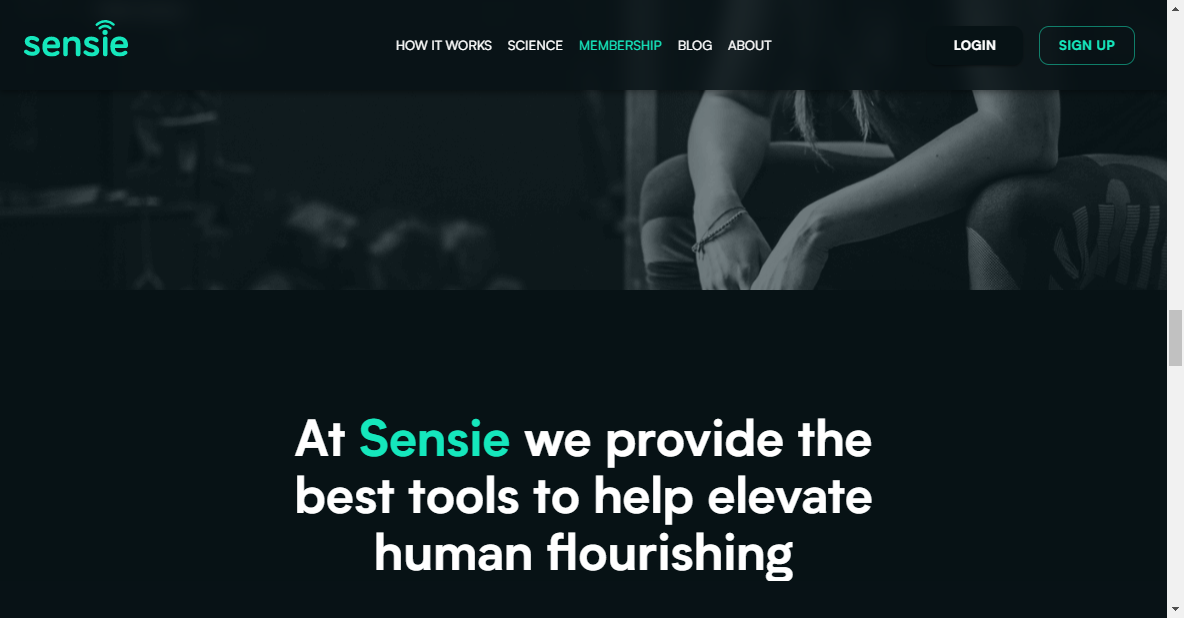 sensie
HOW IT WORKS SCIENCE MEMBERSHIP BLOG ABOUT LOGIN SIGN UP
At Sensie we provide the
best tools to help elevate
human flourishing